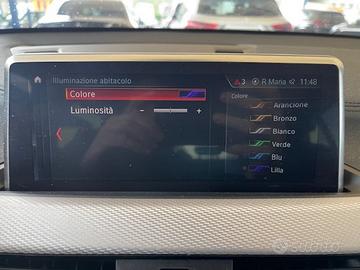 Illuminazione abitacolo
Colore
Luminosità
- +
3 R Maria 11:48
Colore
Arancione
Bronzo
Bianco
Verde
Blu
Lilla
subito